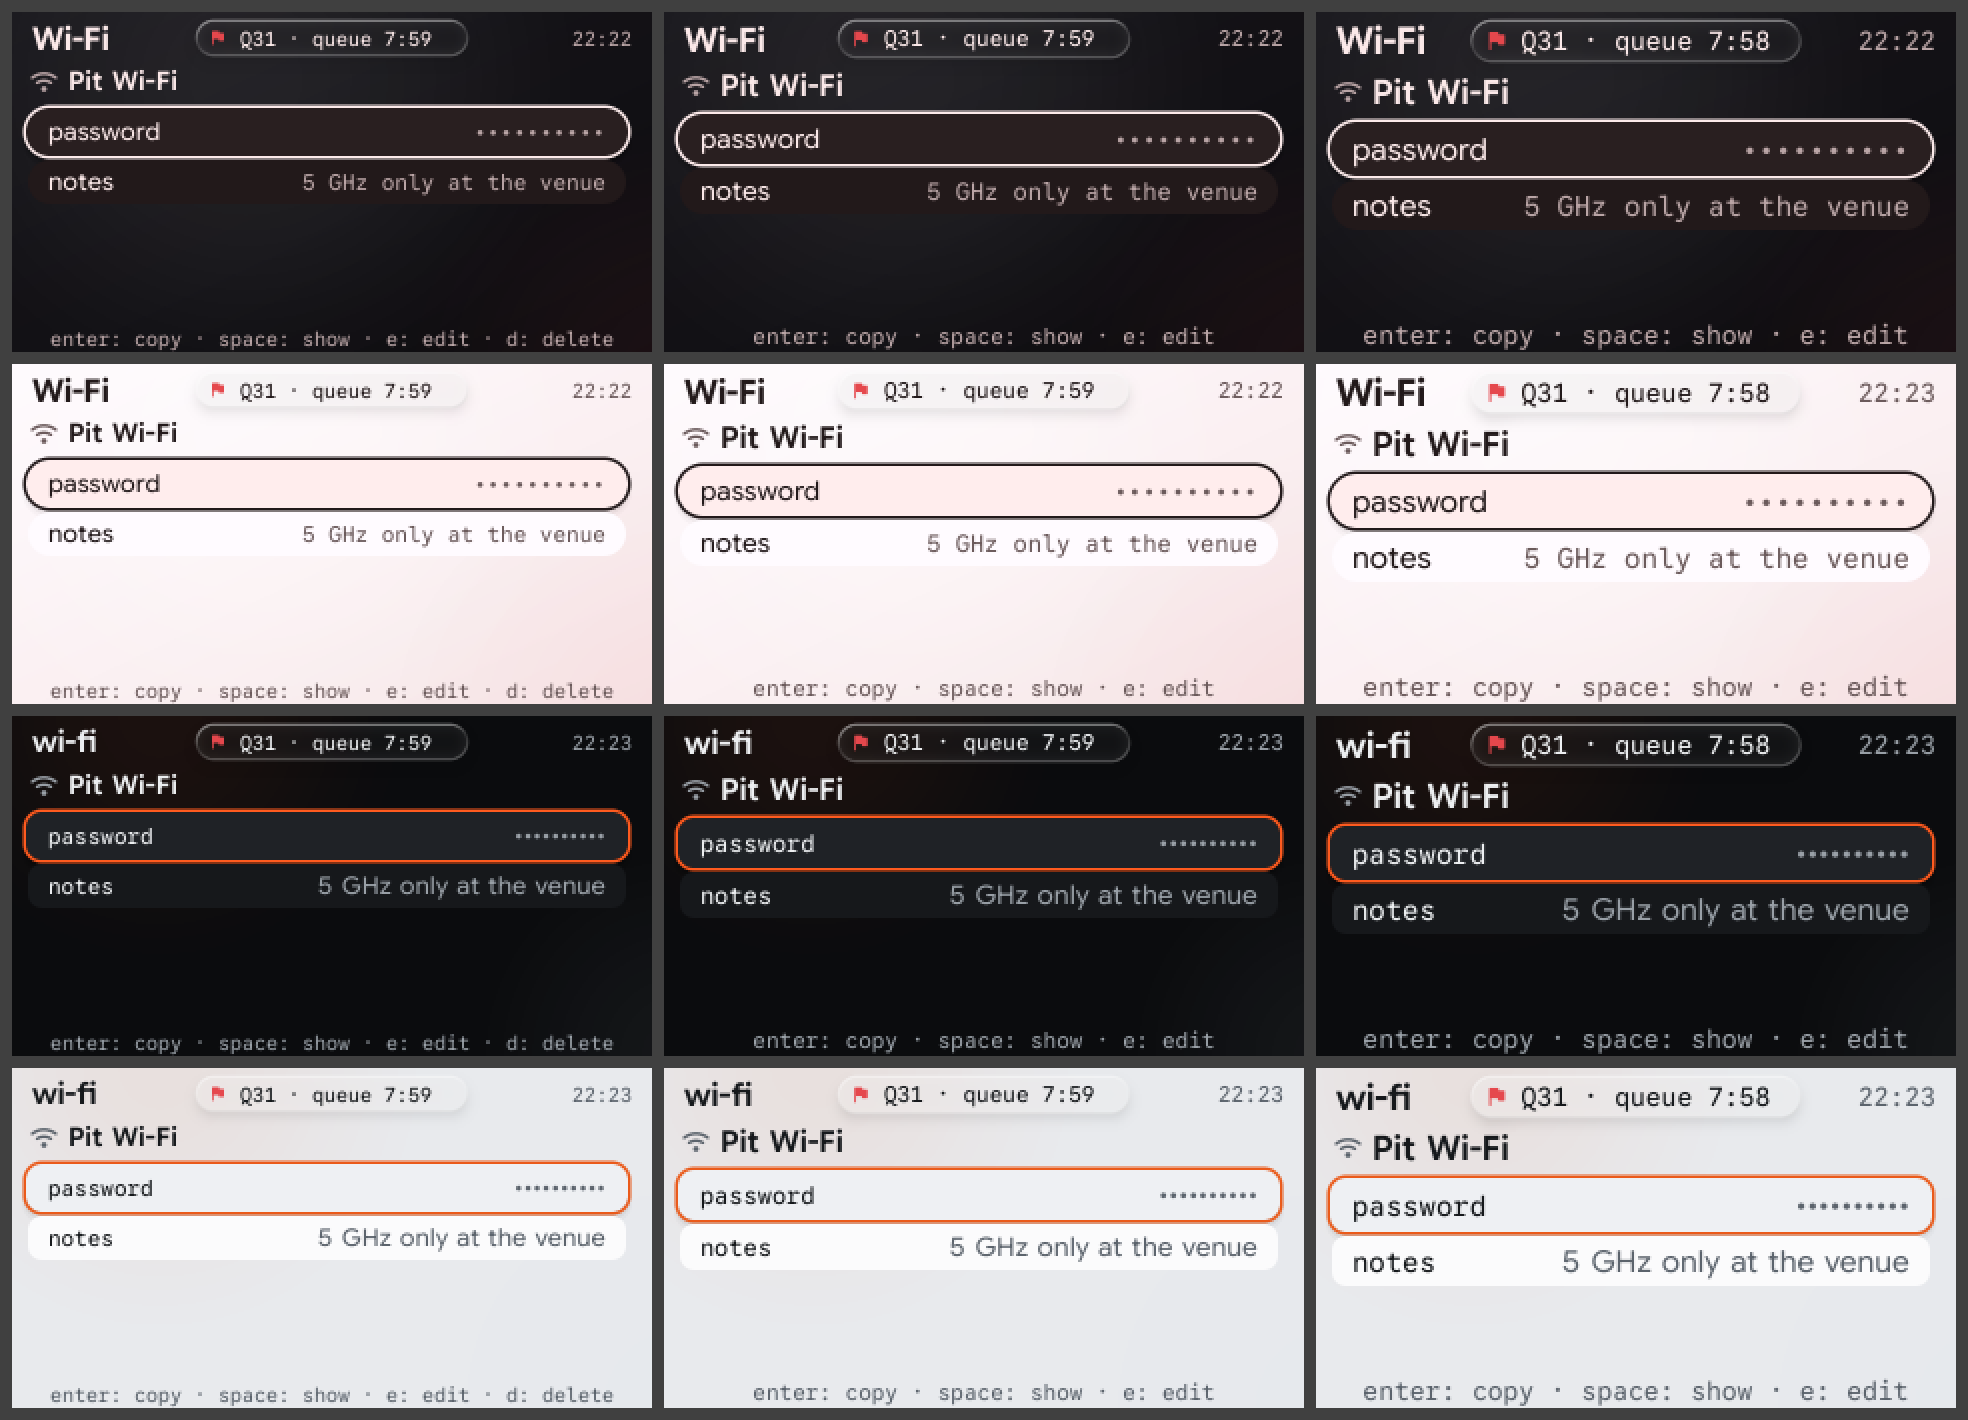 Wi-Fi Q31 · queue 7:59 22:22
Pit Wi-Fi
password ••••••••••
notes 5 GHz only at the venue
enter: copy · space: show · e: edit · d: delete
Wi-Fi Q31 · queue 7:59 22:22
Pit Wi-Fi
password ••••••••••
notes 5 GHz only at the venue
enter: copy · space: show · e: edit
Wi-Fi Q31 · queue 7:58 22:22
Pit Wi-Fi
password ••••••••••
notes 5 GHz only at the venue
enter: copy · space: show · e: edit
Wi-Fi Q31 · queue 7:59 22:22
Pit Wi-Fi
password ••••••••••
notes 5 GHz only at the venue
enter: copy · space: show · e: edit · d: delete
Wi-Fi Q31 · queue 7:59 22:22
Pit Wi-Fi
password ••••••••••
notes 5 GHz only at the venue
enter: copy · space: show · e: edit
Wi-Fi Q31 · queue 7:58 22:23
Pit Wi-Fi
password ••••••••••
notes 5 GHz only at the venue
enter: copy · space: show · e: edit
wi-fi Q31 · queue 7:59 22:23
Pit Wi-Fi
password ••••••••••
notes 5 GHz only at the venue
enter: copy · space: show · e: edit · d: delete
wi-fi Q31 · queue 7:59 22:23
Pit Wi-Fi
password ••••••••••
notes 5 GHz only at the venue
enter: copy · space: show · e: edit
wi-fi Q31 · queue 7:58 22:23
Pit Wi-Fi
password ••••••••••
notes 5 GHz only at the venue
enter: copy · space: show · e: edit
wi-fi Q31 · queue 7:59 22:23
Pit Wi-Fi
password ••••••••••
notes 5 GHz only at the venue
enter: copy · space: show · e: edit · d: delete
wi-fi Q31 · queue 7:59 22:23
Pit Wi-Fi
password ••••••••••
notes 5 GHz only at the venue
enter: copy · space: show · e: edit
wi-fi Q31 · queue 7:58 22:23
Pit Wi-Fi
password ••••••••••
notes 5 GHz only at the venue
enter: copy · space: show · e: edit